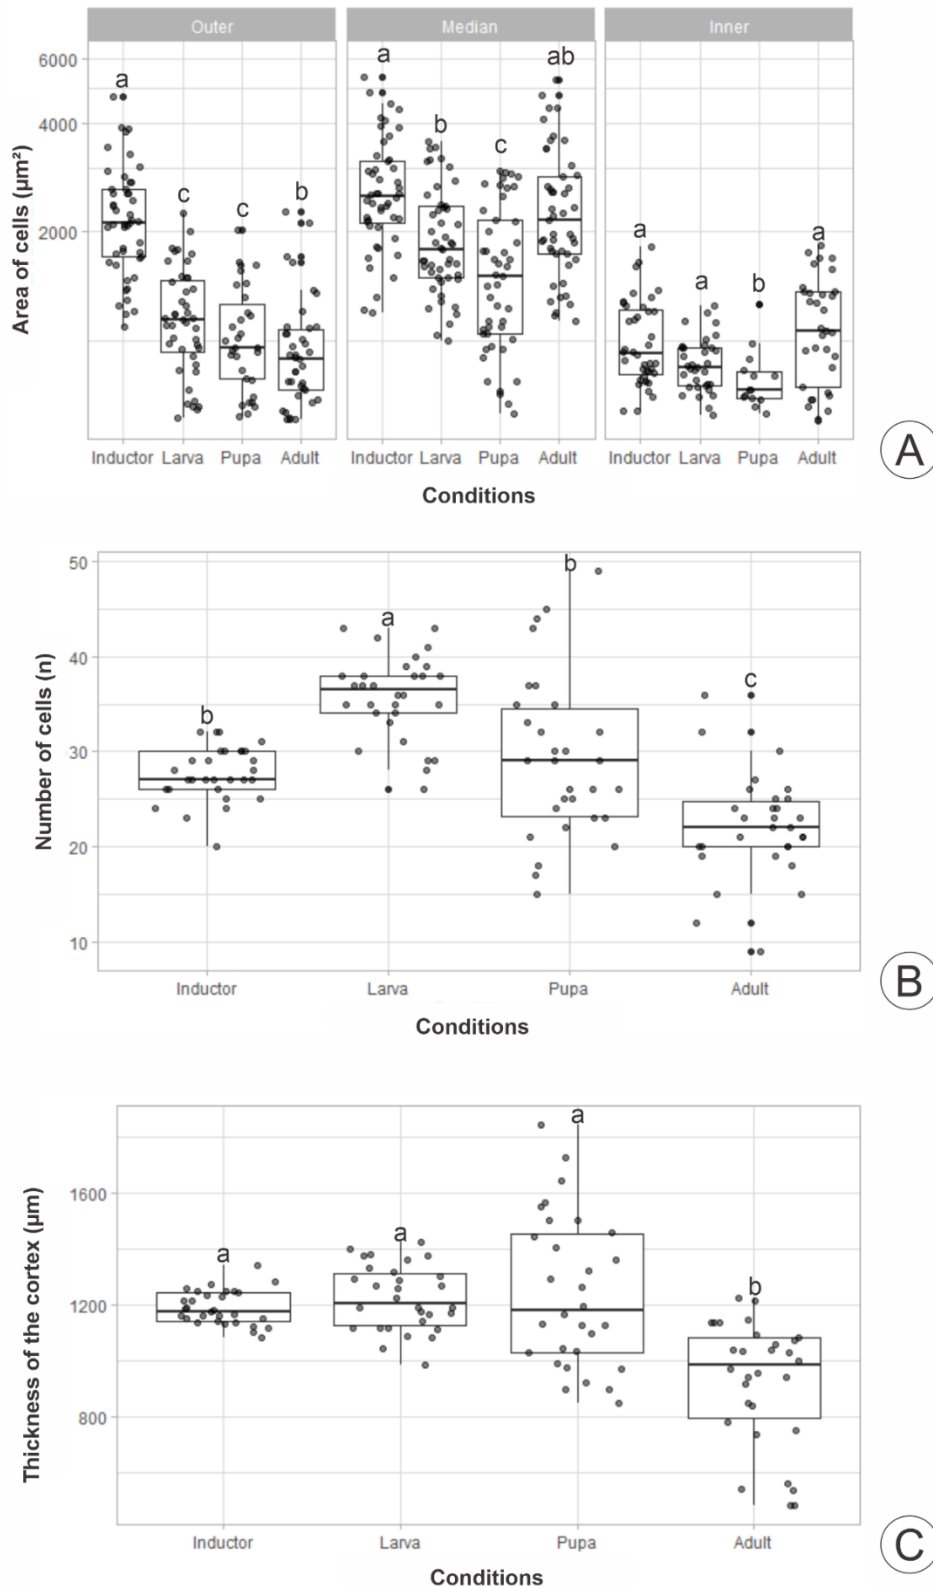 Outer Median Inner
Area of cells (µm²)
6000
4000
2000
a c c b
a b c ab
a a b a
Inductor Larva Pupa Adult Inductor Larva Pupa Adult Inductor Larva Pupa Adult
Conditions
A
Number of cells (n)
50
40
30
20
10
b a b c
Inductor Larva Pupa Adult
Conditions
B
Thickness of the cortex (µm)
1600
1200
800
a a a b
Inductor Larva Pupa Adult
Conditions
C